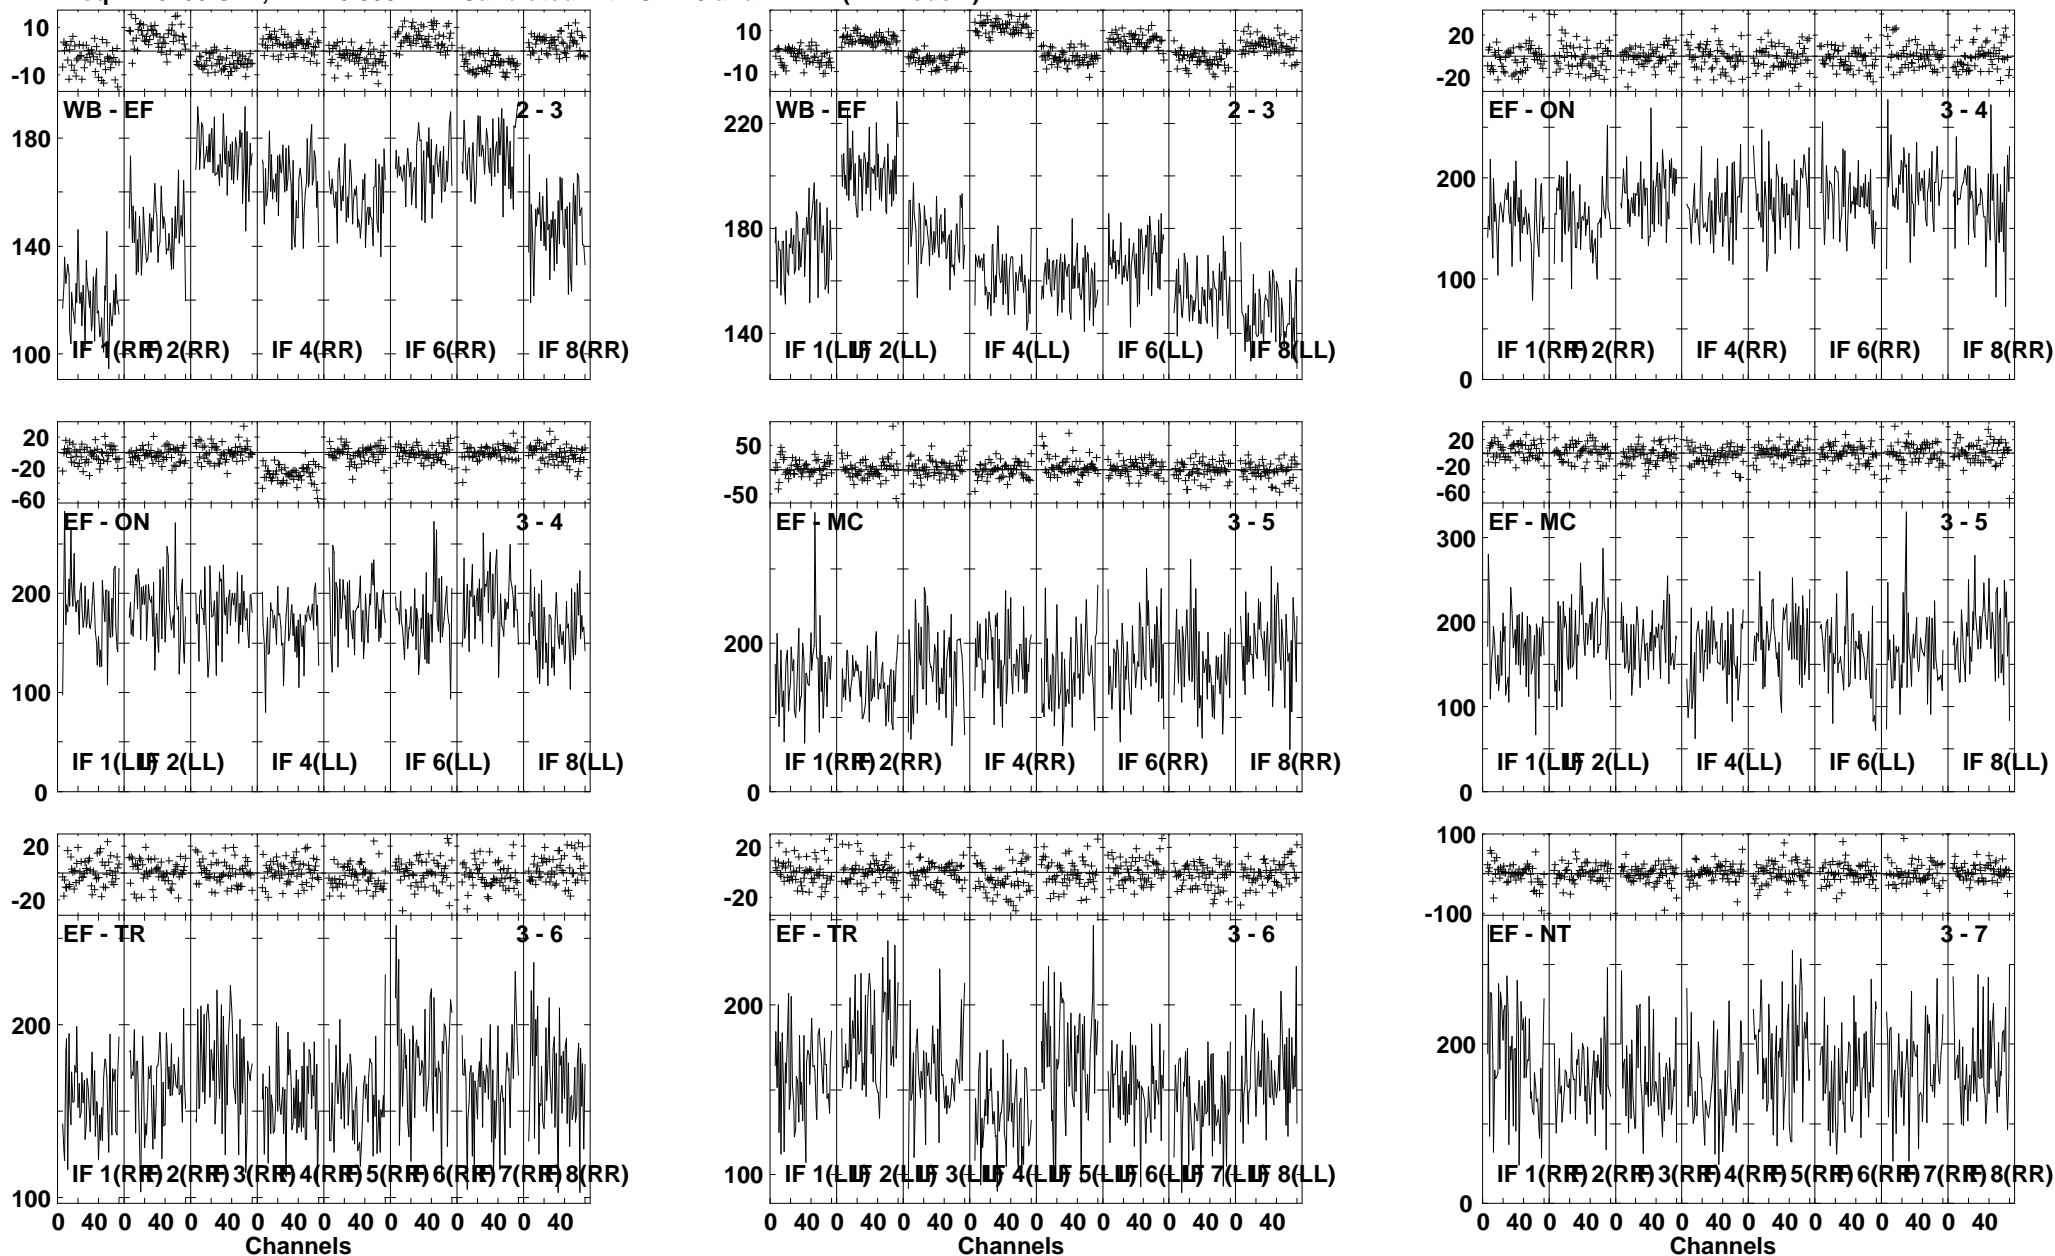 10
-10
WB - EF 2 - 3
180
140
100
IF 1(RR) IF 2(RR) IF 4(RR) IF 6(RR) IF 8(RR)
10
-10
WB - EF 2 - 3
220
180
140
IF 1(LL) IF 2(LL) IF 4(LL) IF 6(LL) IF 8(LL)
20
-20
EF - ON 3 - 4
200
100
0
IF 1(RR) IF 2(RR) IF 4(RR) IF 6(RR) IF 8(RR)
20
-20
-60
EF - ON 3 - 4
200
100
0
IF 1(LL) IF 2(LL) IF 4(LL) IF 6(LL) IF 8(LL)
50
-50
EF - MC 3 - 5
200
0
IF 1(RR) IF 2(RR) IF 4(RR) IF 6(RR) IF 8(RR)
20
-20
-60
EF - MC 3 - 5
300
200
100
0
IF 1(LL) IF 2(LL) IF 4(LL) IF 6(LL) IF 8(LL)
20
-20
EF - TR 3 - 6
200
100
IF 1(RR) IF 2(RR) IF 3(RR) IF 4(RR) IF 5(RR) IF 6(RR) IF 7(RR) IF 8(RR)
0 40 0 40 0 40 0 40 0 40 0 40 0 40 0 40
Channels
20
-20
EF - TR 3 - 6
200
100
IF 1(LL) IF 2(LL) IF 3(LL) IF 4(LL) IF 5(LL) IF 6(LL) IF 7(LL) IF 8(LL)
0 40 0 40 0 40 0 40 0 40 0 40 0 40 0 40
Channels
100
-100
EF - NT 3 - 7
200
0
IF 1(RR) IF 2(RR) IF 3(RR) IF 4(RR) IF 5(RR) IF 6(RR) IF 7(RR) IF 8(RR)
0 40 0 40 0 40 0 40 0 40 0 40 0 40 0 40
Channels